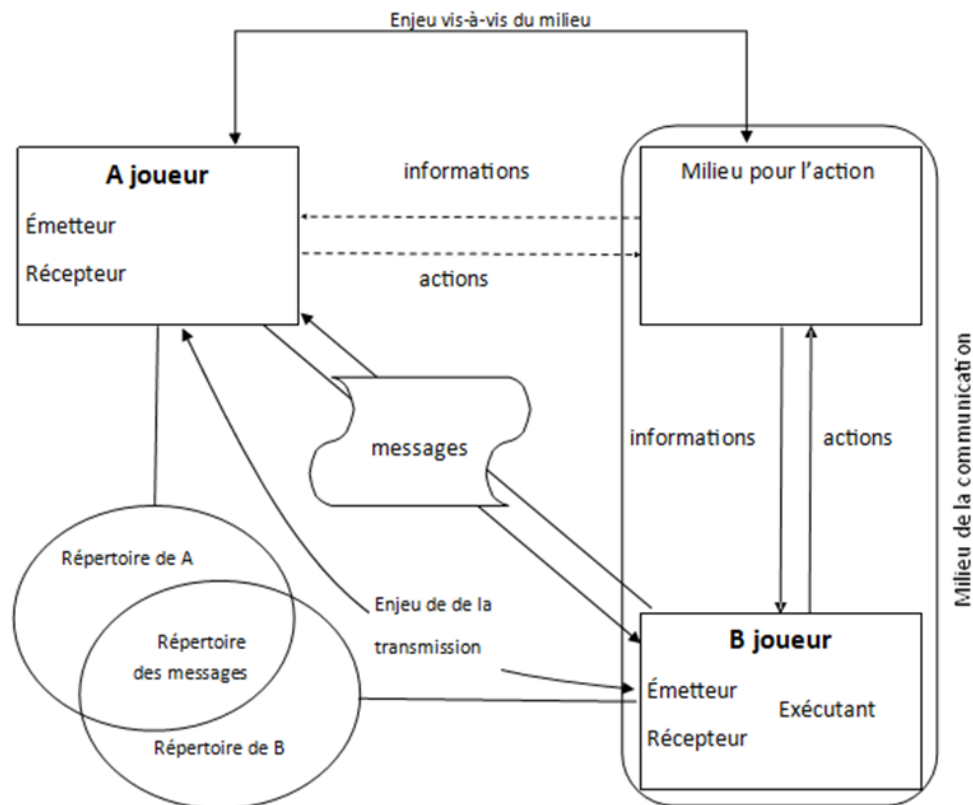 Enjeu vis-à-vis du milieu
A joueur
Émetteur
Récepteur
informations
actions
Milieu pour l'action
messages
informations
actions
Milieu de la communication
Répertoire de A
Répertoire
des messages
Répertoire de B
Enjeu de de la
transmission
B joueur
Émetteur
Exécutant
Récepteur